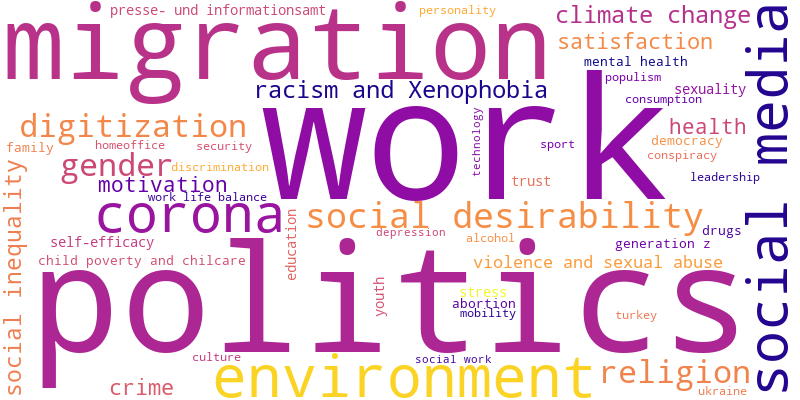 presse- und informationsamt
personality
climate change
migration
satisfaction
social media
mental health
racism and Xenophobia
populism
sexuality
consumption
work
digitization
technology
sport
health
family
homeoffice
security
democracy
gender
discrimination
conspiracy
motivation
trust
leadership
work life balance
social inequality
corona
social desirability
education
depression
alcohol
drugs
self-efficacy
generation z
child poverty and chilcare
violence and sexual abuse
politics
youth
stress
abortion
mobility
turkey
culture
social work
environment
religion
crime
ukraine